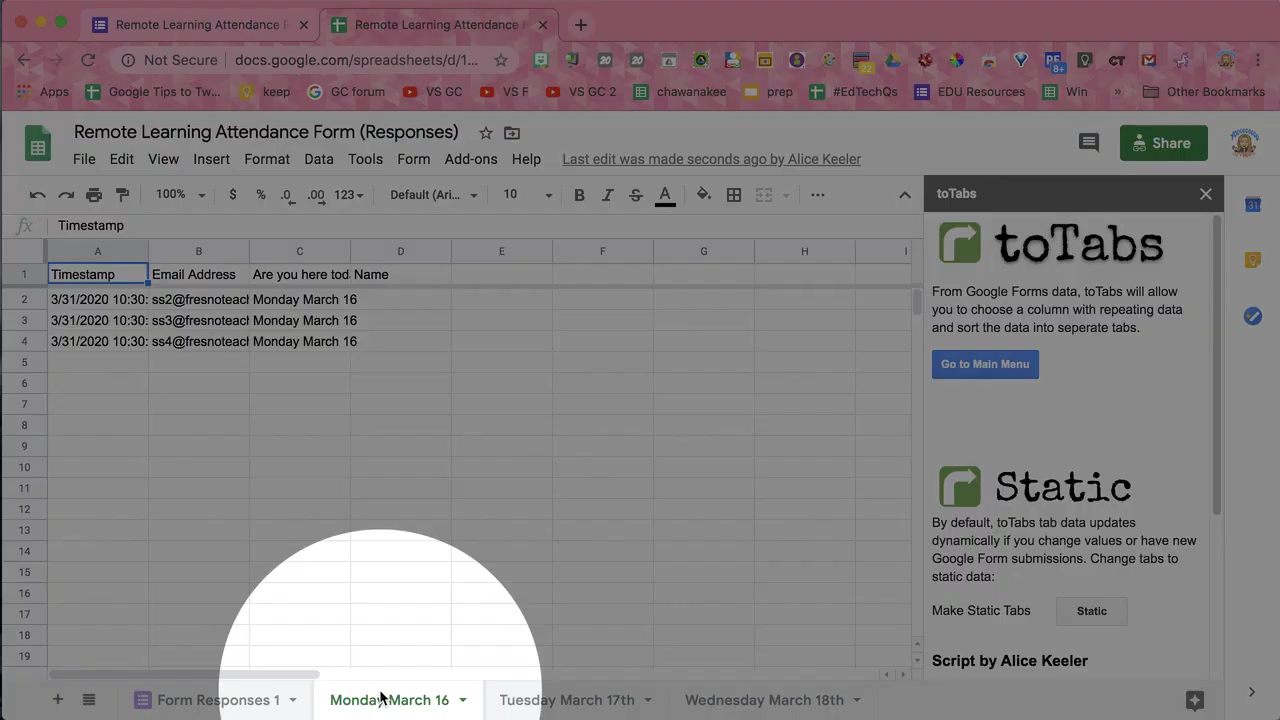 Remote Learning Attendance F
Remote Learning Attendance F
Not Secure docs.google.com/spreadsheets/d/1...
Apps Google Tips to Tw... keep GC forum VS GC VS F VS GC 2 chawanakee prep #EdTechQs EDU Resources Win » Other Bookmarks
Remote Learning Attendance Form (Responses)
File Edit View Insert Format Data Tools Form Add-ons Help Last edit was made seconds ago by Alice Keeler
Share
100% $ % .0 .00 123 Default (Ari... 10 B I S A
fx Timestamp
A B C D E F G H I
1 Timestamp Email Address Are you here tod Name
2 3/31/2020 10:30: ss2@fresnoteach Monday March 16
3 3/31/2020 10:30: ss3@fresnoteach Monday March 16
4 3/31/2020 10:30: ss4@fresnoteach Monday March 16
5
6
7
8
9
10
11
12
13
14
15
16
17
18
19
Form Responses 1 Monday March 16 Tuesday March 17th Wednesday March 18th
toTabs
toTabs
From Google Forms data, toTabs will allow
you to choose a column with repeating data
and sort the data into seperate tabs.
Go to Main Menu
Static
By default, toTabs tab data updates
dynamically if you change values or have new
Google Form submissions. Change tabs to
static data:
Make Static Tabs Static
Script by Alice Keeler